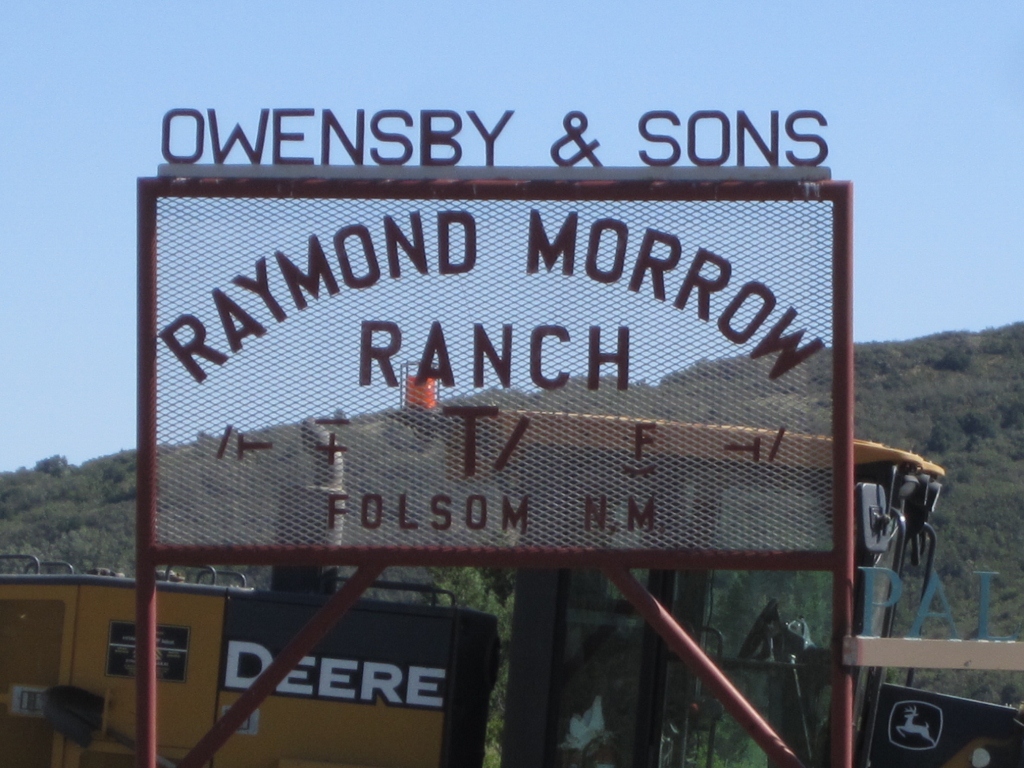 OWENSBY & SONS
RAYMOND MORROW
RANCH
FOLSOM N.M.
DEERE
PAL